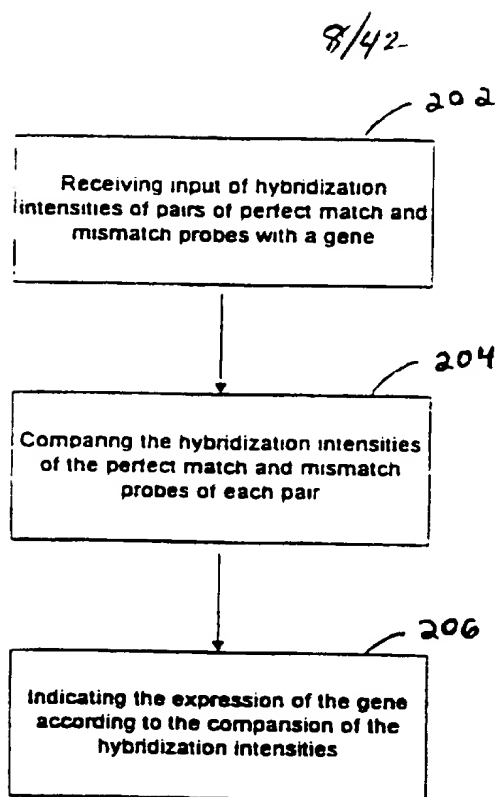 8/42
202
Receiving input of hybridization
intensities of pairs of perfect match and
mismatch probes with a gene
204
Comparing the hybridization intensities
of the perfect match and mismatch
probes of each pair
206
Indicating the expression of the gene
according to the comparision of the
hybridization intensities